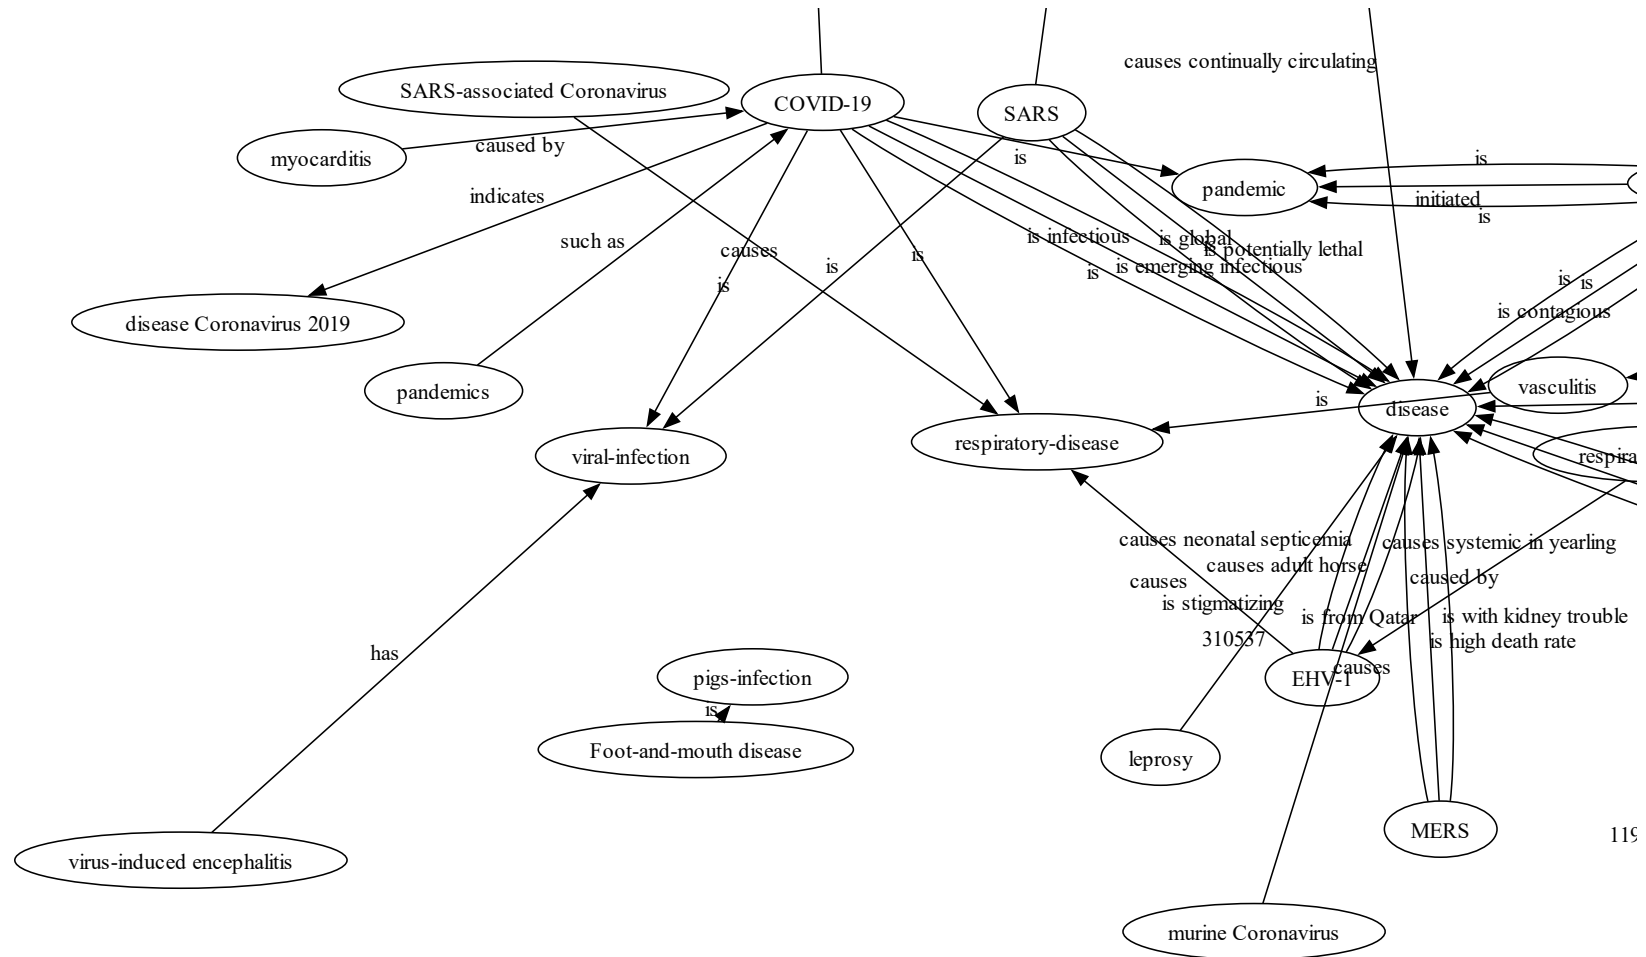 causes continually circulating
SARS-associated Coronavirus
COVID-19
SARS
caused by
myocarditis
is
is
pandemic
indicates
initiated
is
such as
is infectious
is global
is potentially lethal
causes
is
is
is emerging infectious
is
is
is
is
is contagious
disease Coronavirus 2019
pandemics
vasculitis
is
disease
respiratory-disease
viral-infection
respira
causes neonatal septicemia
causes systemic in yearling
causes adult horse
causes
caused by
is stigmatizing
is from Qatar
is with kidney trouble
310537
is high death rate
has
causes
pigs-infection
EHV-1
is
Foot-and-mouth disease
leprosy
MERS
119
virus-induced encephalitis
murine Coronavirus